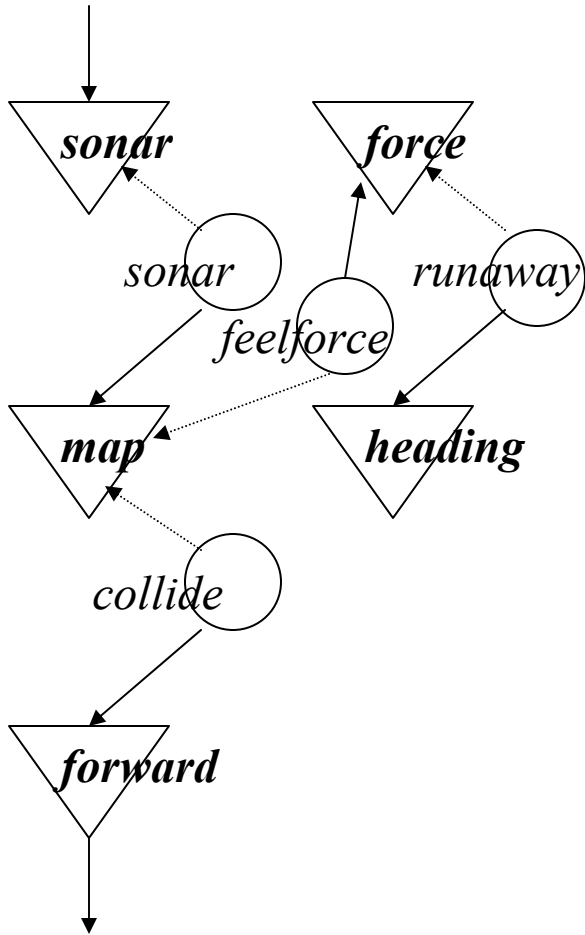 sonar
force
sonar
runaway
feelforce
map
heading
collide
forward